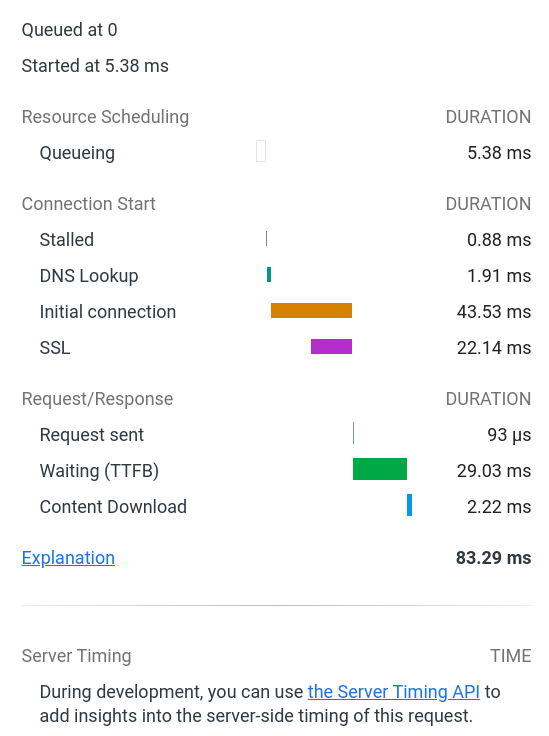 Queued at 0
Started at 5.38 ms
Resource Scheduling DURATION
Queueing 5.38 ms
Connection Start DURATION
Stalled 0.88 ms
DNS Lookup 1.91 ms
Initial connection 43.53 ms
SSL 22.14 ms
Request/Response DURATION
Request sent 93 μs
Waiting (TTFB) 29.03 ms
Content Download 2.22 ms
Explanation 83.29 ms
Server Timing TIME
During development, you can use the Server Timing API to
add insights into the server-side timing of this request.